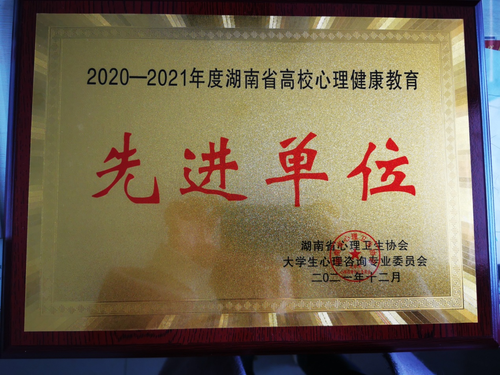 2020—2021年度湖南省高校心理健康教育
先进单位
湖南省心理卫生协会
大学生心理咨询专业委员会
二〇二一年十二月